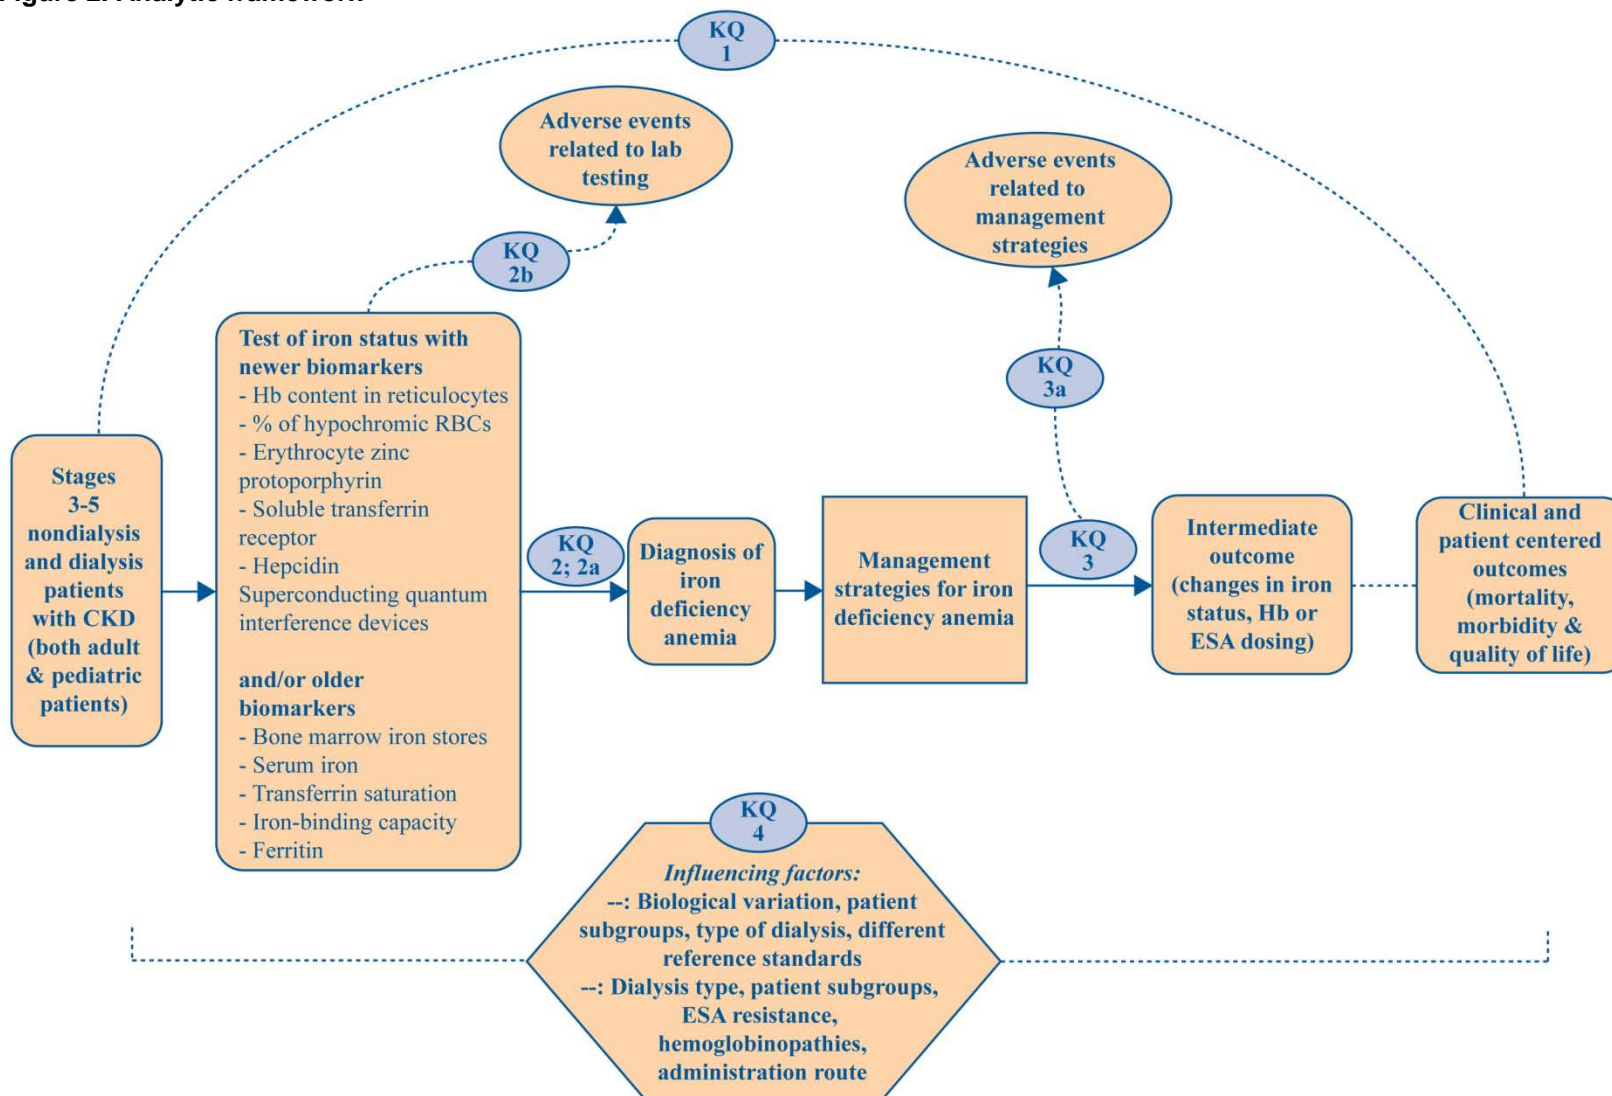 Figure 2. Analytic framework
KQ
1
Adverse events
related to lab
testing
Adverse events
related to
management
strategies
KQ
2b
KQ
3a
Stages
3-5
nondialysis
and dialysis
patients
with CKD
(both adult
& pediatric
patients)
Test of iron status with
newer biomarkers
- Hb content in reticulocytes
- % of hypochromic RBCs
- Erythrocyte zinc
protoporphyrin
- Soluble transferrin
receptor
- Hepcidin
Superconducting quantum
interference devices
and/or older
biomarkers
- Bone marrow iron stores
- Serum iron
- Transferrin saturation
- Iron-binding capacity
- Ferritin
KQ
2; 2a
Diagnosis of
iron
deficiency
anemia
Management
strategies for iron
deficiency anemia
KQ
3
Intermediate
outcome
(changes in iron
status, Hb or
ESA dosing)
Clinical and
patient centered
outcomes
(mortality,
morbidity &
quality of life)
KQ
4
Influencing factors:
--: Biological variation, patient
subgroups, type of dialysis, different
reference standards
--: Dialysis type, patient subgroups,
ESA resistance,
hemoglobinopathies,
administration route